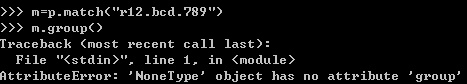 >>> m=p.match("r12.bcd.789")
>>> m.group()
Traceback (most recent call last):
  File "<stdin>", line 1, in <module>
AttributeError: 'NoneType' object has no attribute 'group'